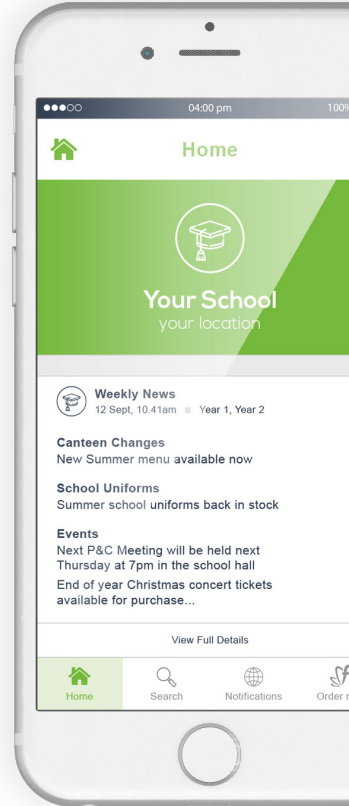 04:00 pm 100%
Home
Your School
your location
Weekly News
12 Sept, 10.41am Year 1, Year 2
Canteen Changes
New Summer menu available now
School Uniforms
Summer school uniforms back in stock
Events
Next P&C Meeting will be held next
Thursday at 7pm in the school hall
End of year Christmas concert tickets
available for purchase...
View Full Details
Home Search Notifications Order